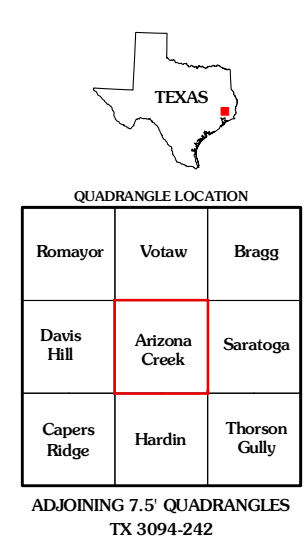 TEXAS
QUADRANGLE LOCATION
Romayor Votaw Bragg
Davis Hill Arizona Creek Saratoga
Capers Ridge Hardin Thorson Gully
ADJOINING 7.5' QUADRANGLES
TX 3094-242